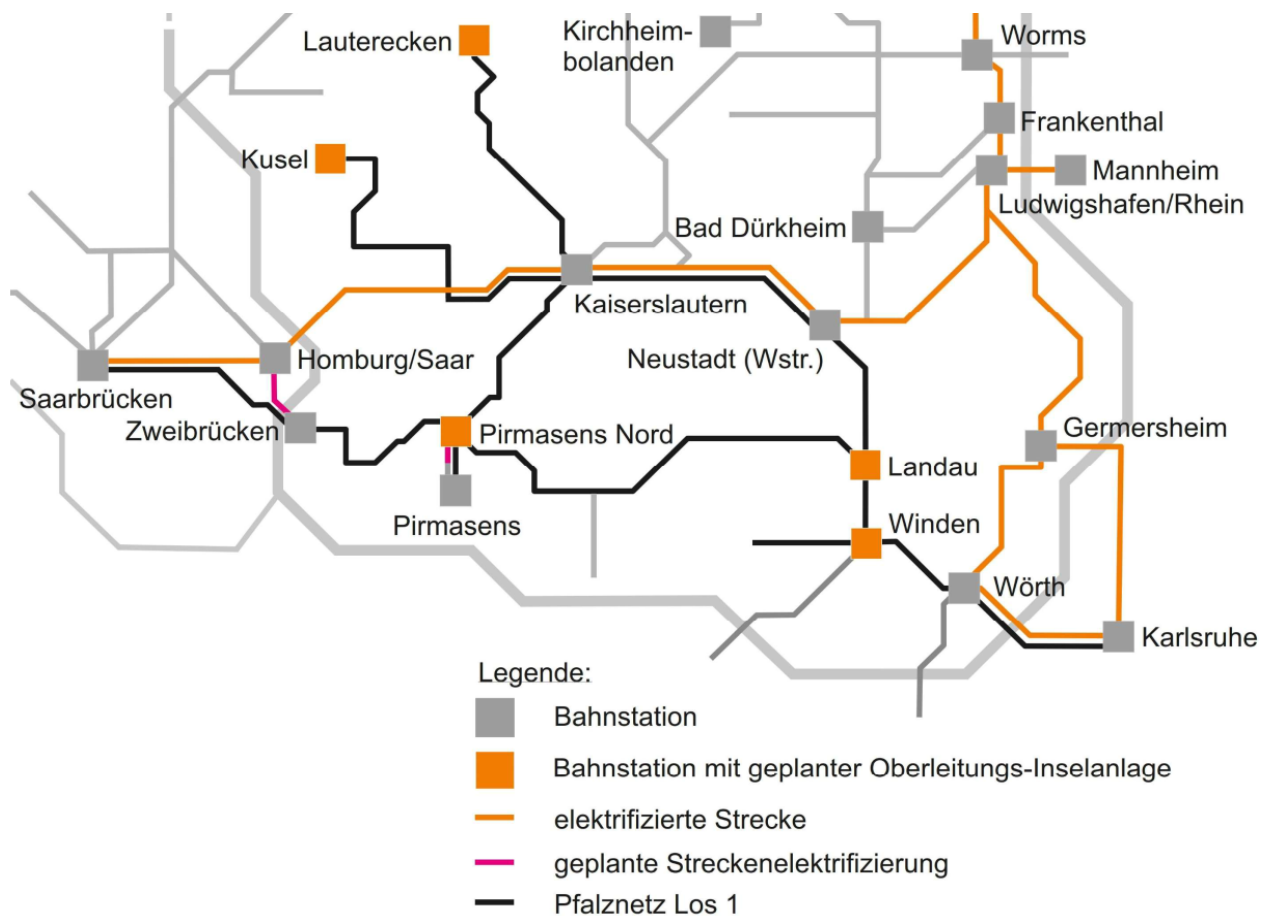 Lauterecken
Kirchheim-
bolanden
Worms
Frankenthal
Kusel
Mannheim
Ludwigshafen/Rhein
Bad Dürkheim
Kaiserslautern
Neustadt (Wstr.)
Homburg/Saar
Saarbrücken
Zweibrücken
Pirmasens Nord
Germersheim
Landau
Pirmasens
Winden
Wörth
Karlsruhe
Legende:
Bahnstation
Bahnstation mit geplanter Oberleitungs-Inselanlage
elektrifizierte Strecke
geplante Streckenelektrifizierung
Pfalznetz Los 1